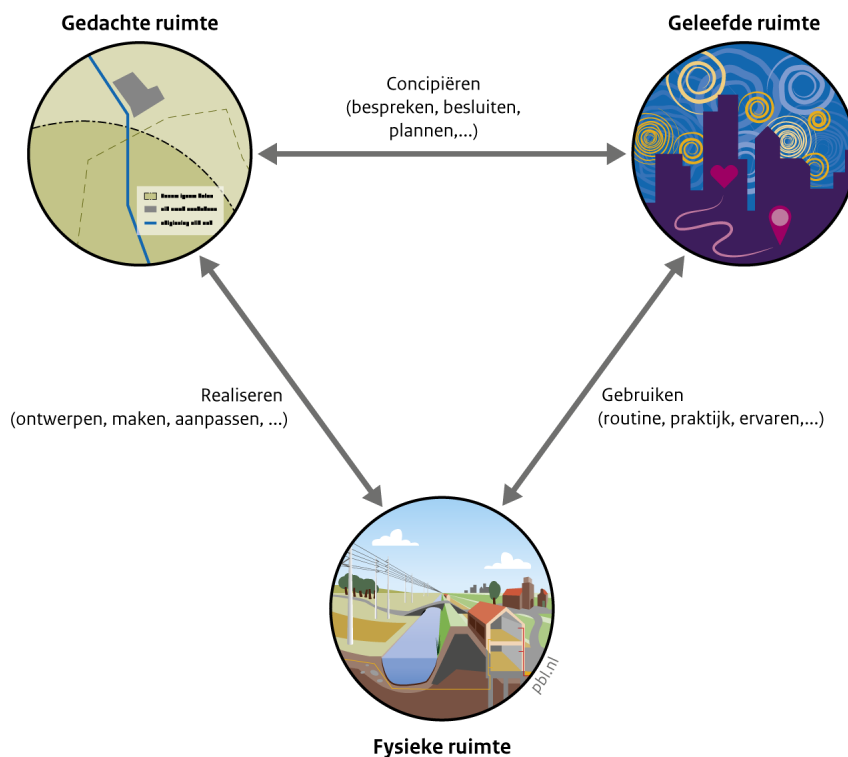 Gedachte ruimte
Geleefde ruimte
Concipiëren
(bespreken, besluiten,
plannen,...)
Realiseren
(ontwerpen, maken, aanpassen, ...)
Gebruiken
(routine, praktijk, ervaren,...)
pbl.nl
Fysieke ruimte